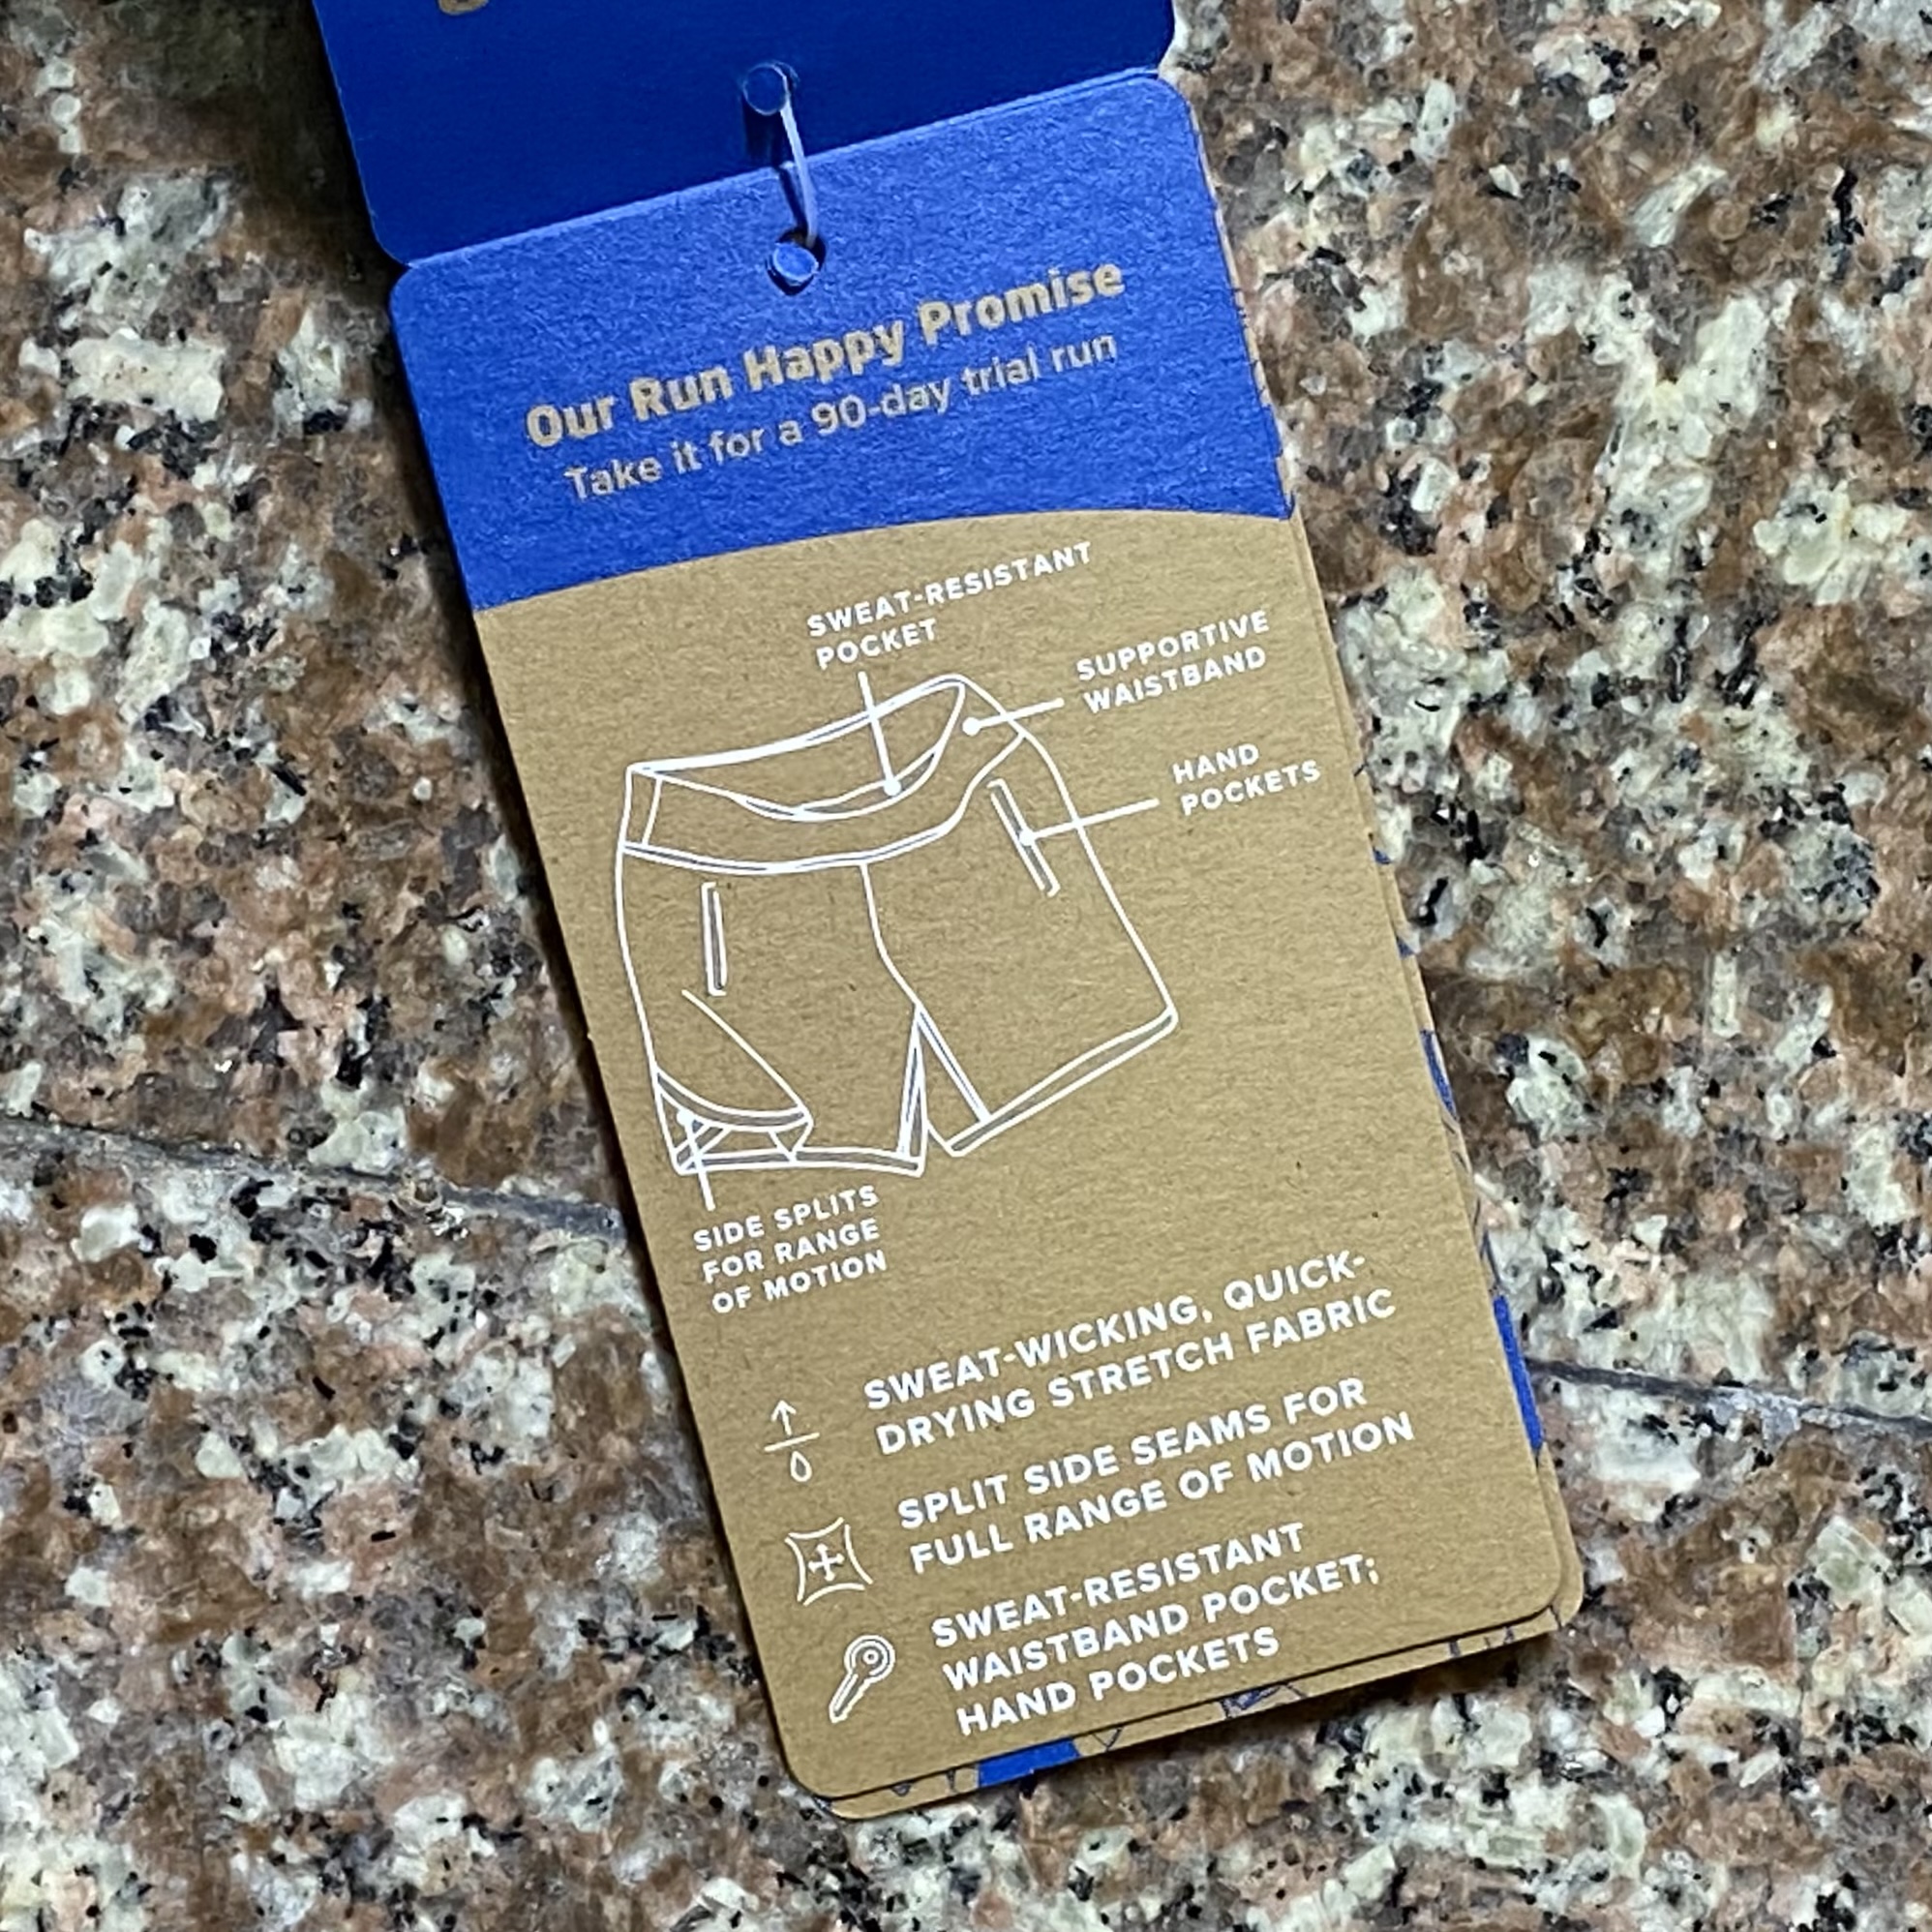 Our Run Happy Promise
Take it for a 90-day trial run
SWEAT-RESISTANT
POCKET
SUPPORTIVE
WAISTBAND
HAND
POCKETS
SIDE SPLITS
FOR RANGE
OF MOTION
SWEAT-WICKING, QUICK-
DRYING STRETCH FABRIC
SPLIT SIDE SEAMS FOR
FULL RANGE OF MOTION
SWEAT-RESISTANT
WAISTBAND POCKET;
HAND POCKETS